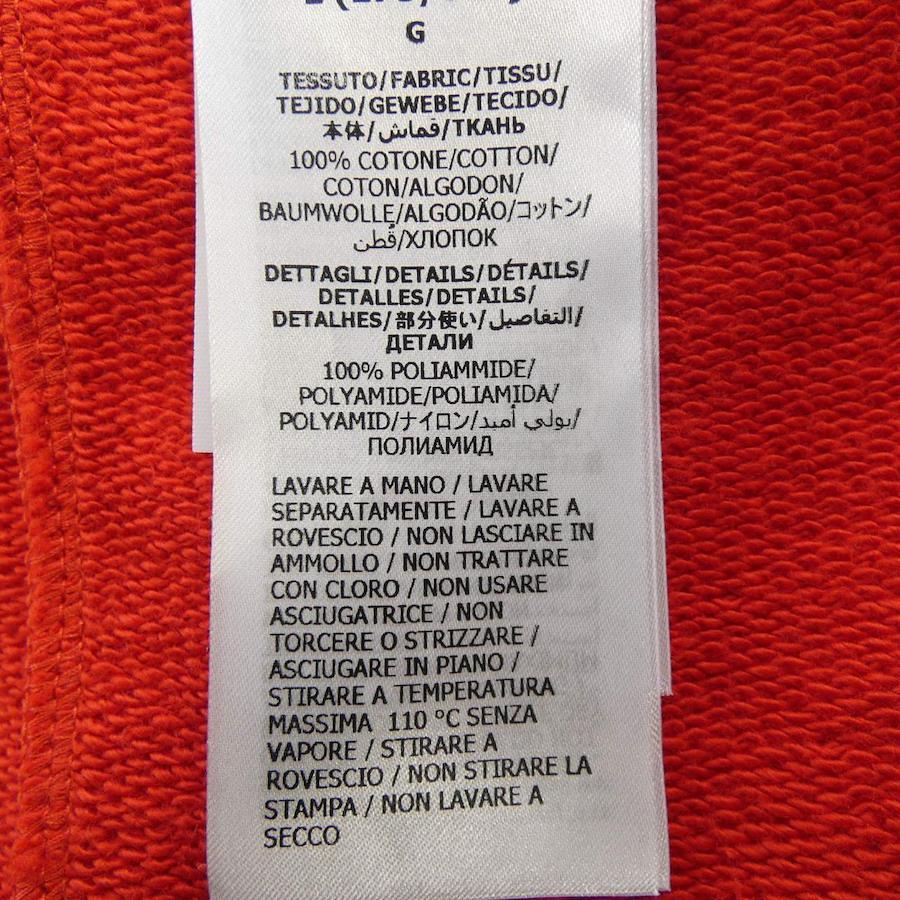 G
TESSUTO/FABRIC/TISSU/
TEJIDO/GEWEBE/TECIDO/
本体/قماش/ТКАНЬ
100% COTONE/COTTON/
COTON/ALGODON/
BAUMWOLLE/ALGODÃO/コットン/
قُطن/ХЛОПОК
DETTAGLI/DETAILS/DÉTAILS/
DETALLES/DETAILS/
DETALHES/部分使い/التفاصيل/
ДЕТАЛИ
100% POLIAMMIDE/
POLYAMIDE/POLIAMIDA/
POLYAMID/ナイロン/بولي أميد/
ПОЛИАМИД
LAVARE A MANO / LAVARE
SEPARATAMENTE / LAVARE A
ROVESCIO / NON LASCIARE IN
AMMOLLO / NON TRATTARE
CON CLORO / NON USARE
ASCIUGATRICE / NON
TORCERE O STRIZZARE /
ASCIUGARE IN PIANO /
STIRARE A TEMPERATURA
MASSIMA 110 °C SENZA
VAPORE / STIRARE A
ROVESCIO / NON STIRARE LA
STAMPA / NON LAVARE A
SECCO